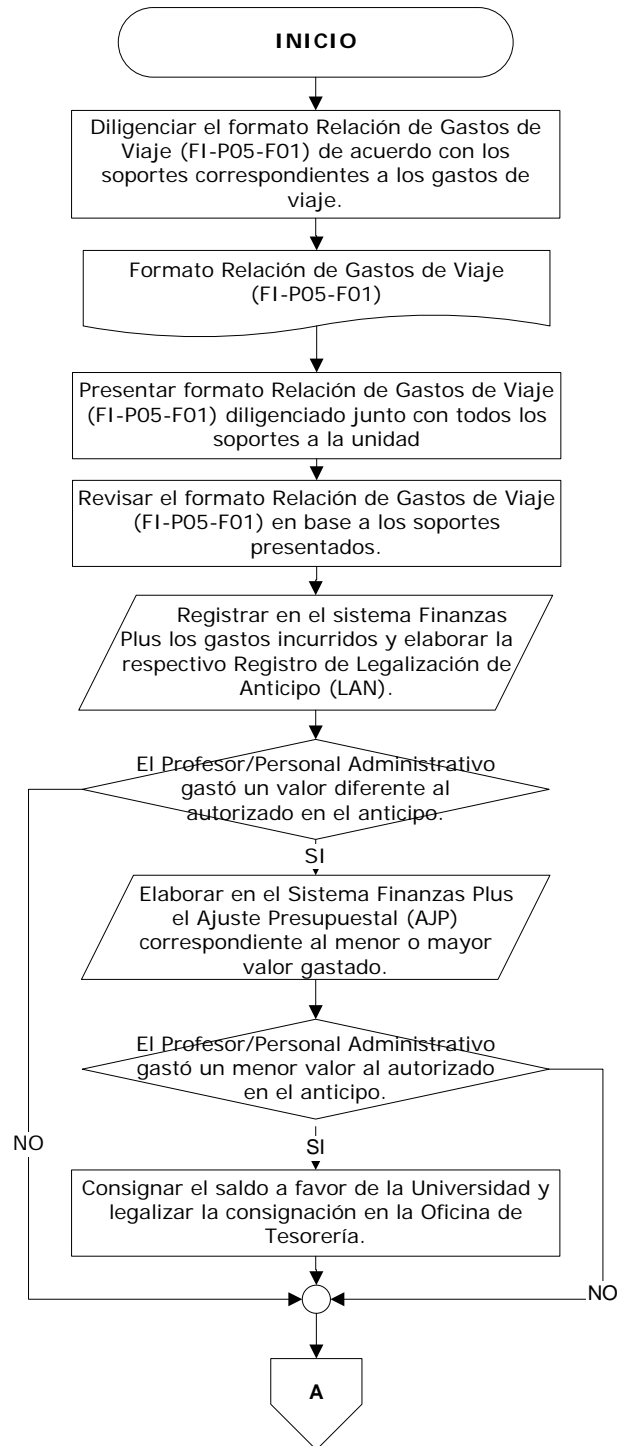 INICIO
Diligenciar el formato Relación de Gastos de
Viaje (FI-P05-F01) de acuerdo con los
soportes correspondientes a los gastos de
viaje.
Formato Relación de Gastos de Viaje
(FI-P05-F01)
Presentar formato Relación de Gastos de Viaje
(FI-P05-F01) diligenciado junto con todos los
soportes a la unidad
Revisar el formato Relación de Gastos de Viaje
(FI-P05-F01) en base a los soportes
presentados.
Registrar en el sistema Finanzas
Plus los gastos incurridos y elaborar la
respectivo Registro de Legalización de
Anticipo (LAN).
El Profesor/Personal Administrativo
gastó un valor diferente al
autorizado en el anticipo.
SI
Elaborar en el Sistema Finanzas Plus
el Ajuste Presupuestal (AJP)
correspondiente al menor o mayor
valor gastado.
El Profesor/Personal Administrativo
gastó un menor valor al autorizado
en el anticipo.
NO
SI
Consignar el saldo a favor de la Universidad y
legalizar la consignación en la Oficina de
Tesorería.
NO
A